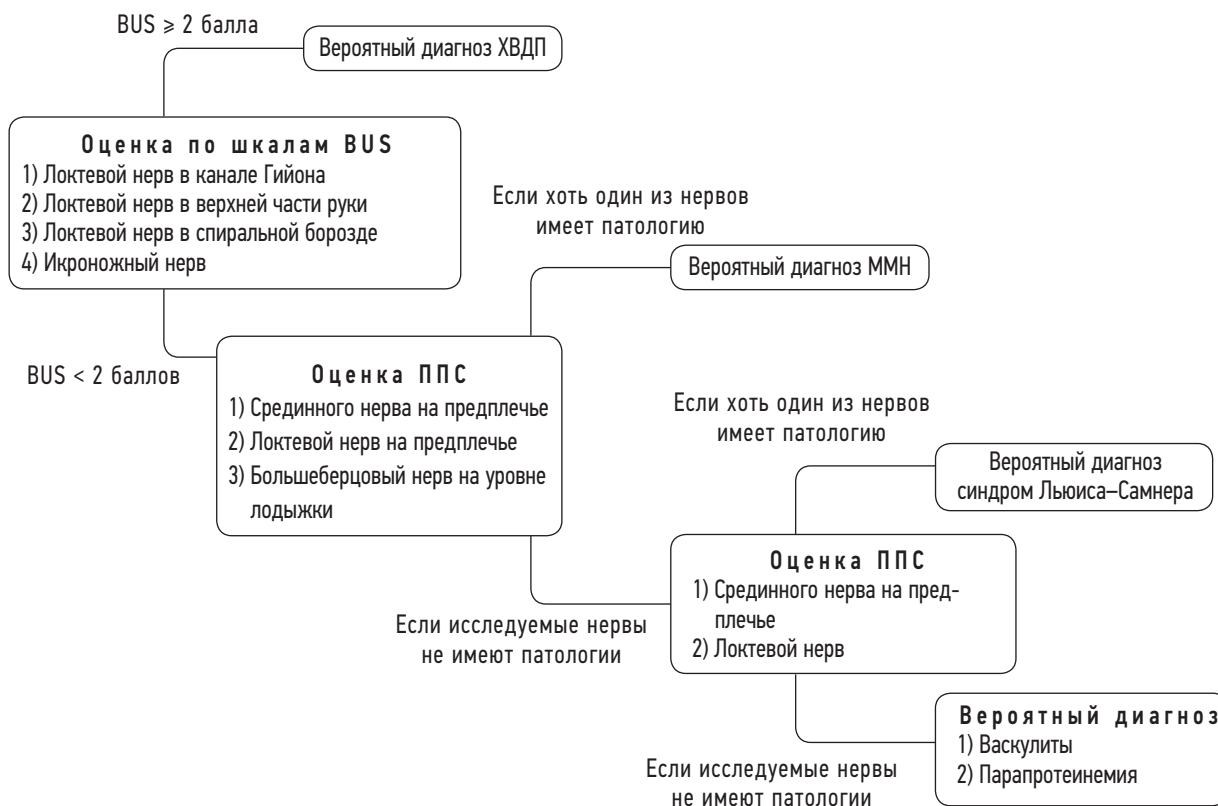 BUS ⩾ 2 балла
Вероятный диагноз ХВДП
Оценка по шкалам BUS
1) Локтевой нерв в канале Гийона
2) Локтевой нерв в верхней части руки
3) Локтевой нерв в спиральной борозде
4) Икроножный нерв
Если хоть один из нервов
имеет патологию
Вероятный диагноз ММН
BUS < 2 баллов
Оценка ППС
1) Срединного нерва на предплечье
2) Локтевой нерв на предплечье
3) Большеберцовый нерв на уровне
лодыжки
Если хоть один из нервов
имеет патологию
Вероятный диагноз
синдром Льюиса–Самнера
Если исследуемые нервы
не имеют патологии
Оценка ППС
1) Срединного нерва на пред-
плечье
2) Локтевой нерв
Если исследуемые нервы
не имеют патологии
Вероятный диагноз
1) Васкулиты
2) Парапротеинемия